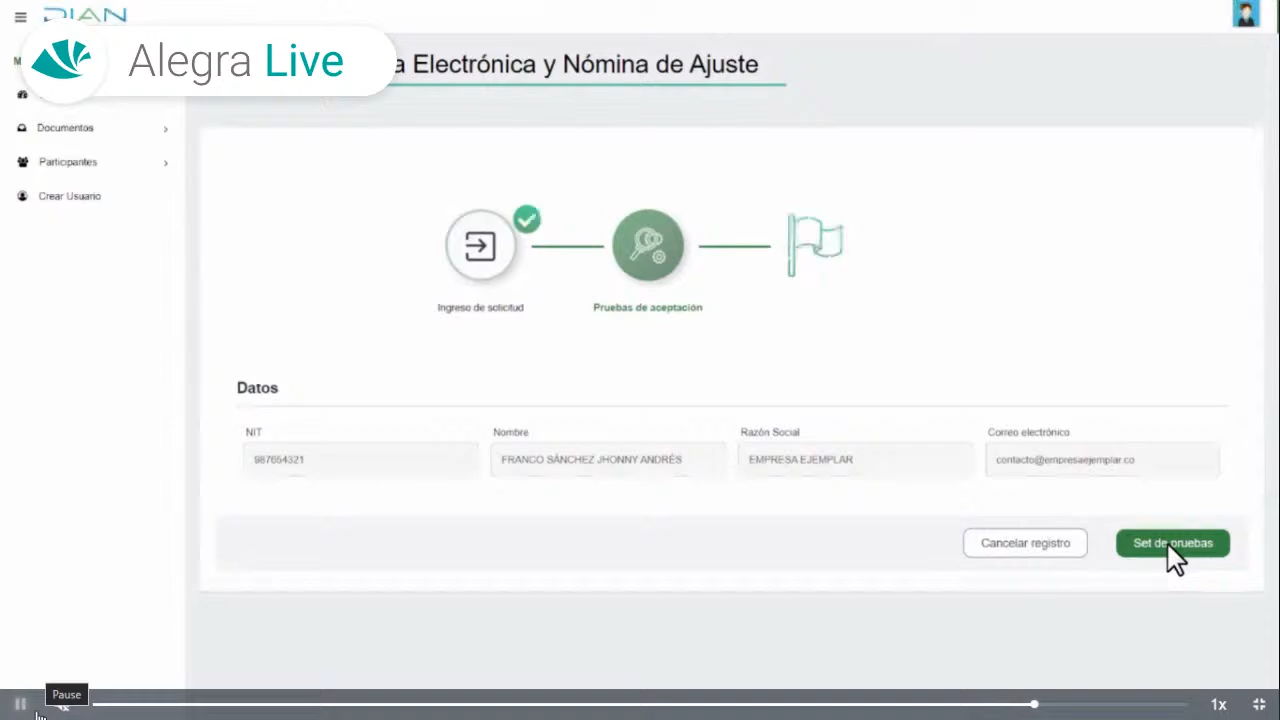 DIAN
Alegra Live
a Electrónica y Nómina de Ajuste
M
Documentos
Participantes
Crear Usuario
Ingreso de solicitud
Pruebas de aceptación
Datos
NIT
Nombre
Razón Social
Correo electrónico
987654321
FRANCO SÁNCHEZ JHONNY ANDRÉS
EMPRESA EJEMPLAR
contacto@empresaejemplar.co
Cancelar registro
Set de pruebas
Pause
1x